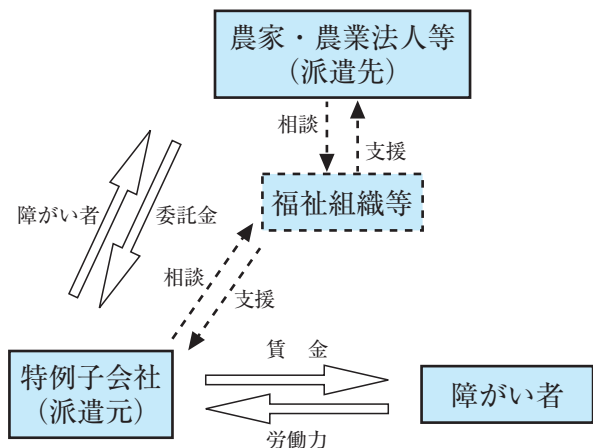 農家・農業法人等
（派遣先）
相談
支援
福祉組織等
障がい者
委託金
相談
支援
賃　金
特例子会社
（派遣元）
障がい者
労働力